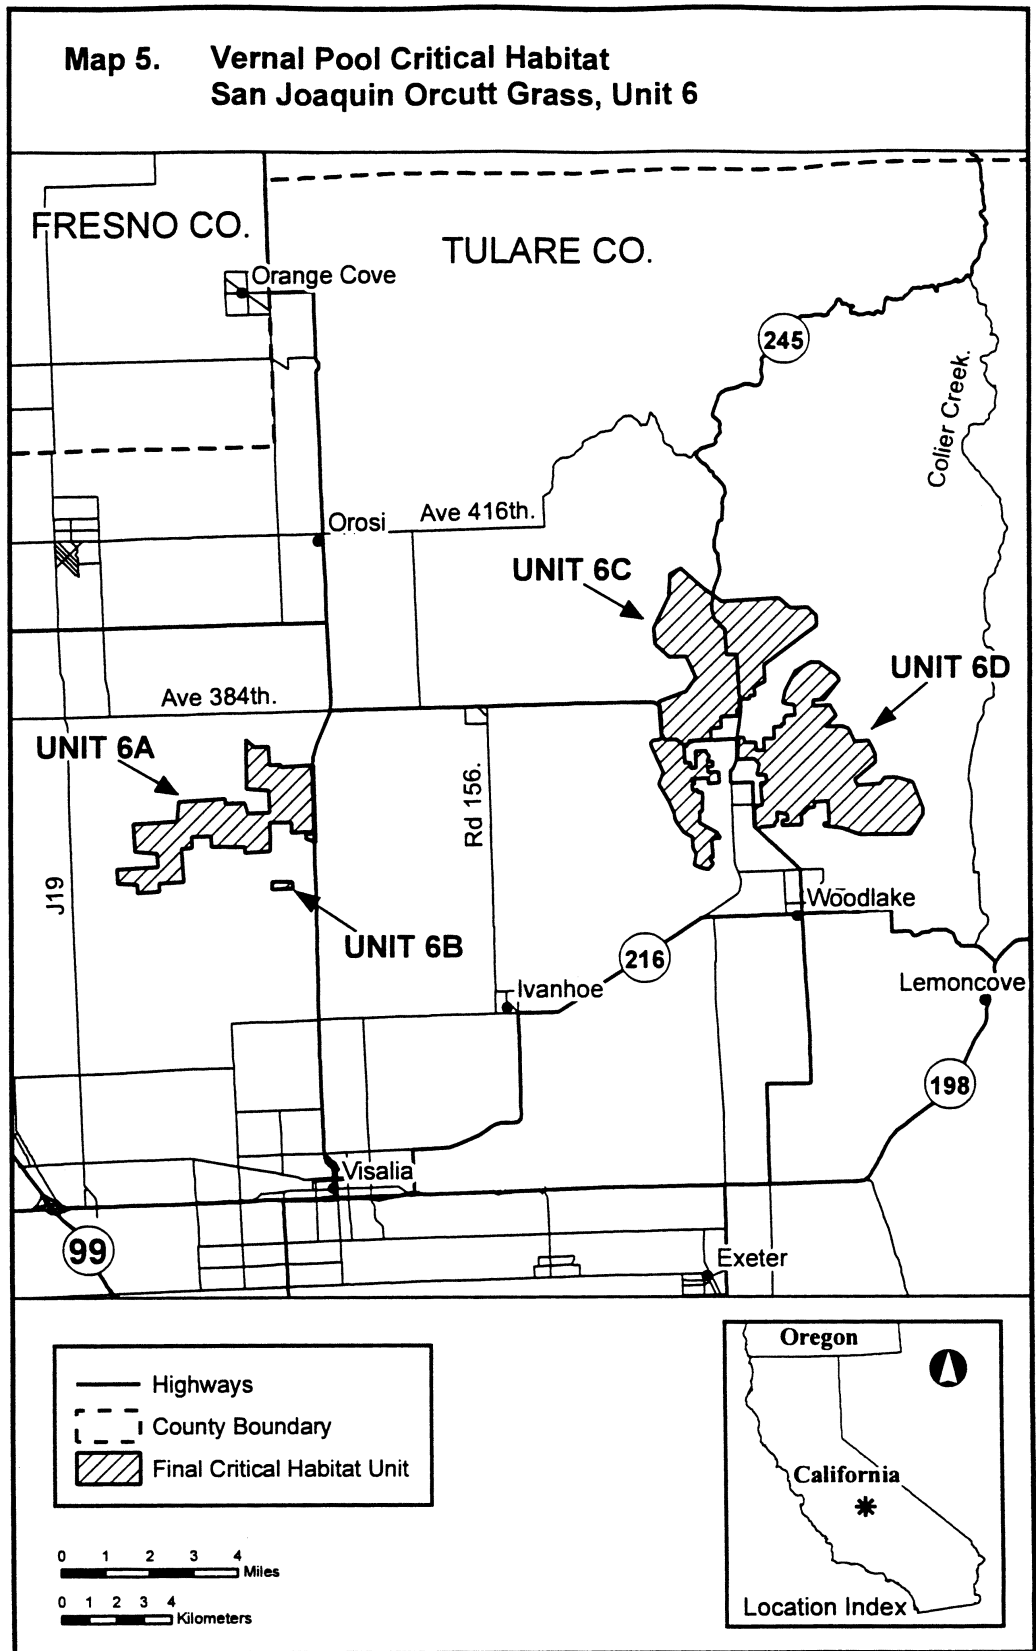 Map 5. Vernal Pool Critical Habitat
San Joaquin Orcutt Grass, Unit 6
FRESNO CO.
TULARE CO.
Orange Cove
245
Colier Creek.
Orosi
Ave 416th.
UNIT 6C
UNIT 6D
Ave 384th.
UNIT 6A
Rd 156.
J19
UNIT 6B
Woodlake
216
Ivanhoe
Lemoncove
198
Visalia
99
Exeter
Highways
County Boundary
Final Critical Habitat Unit
0 1 2 3 4
Miles
0 1 2 3 4
Kilometers
Oregon
California
Location Index